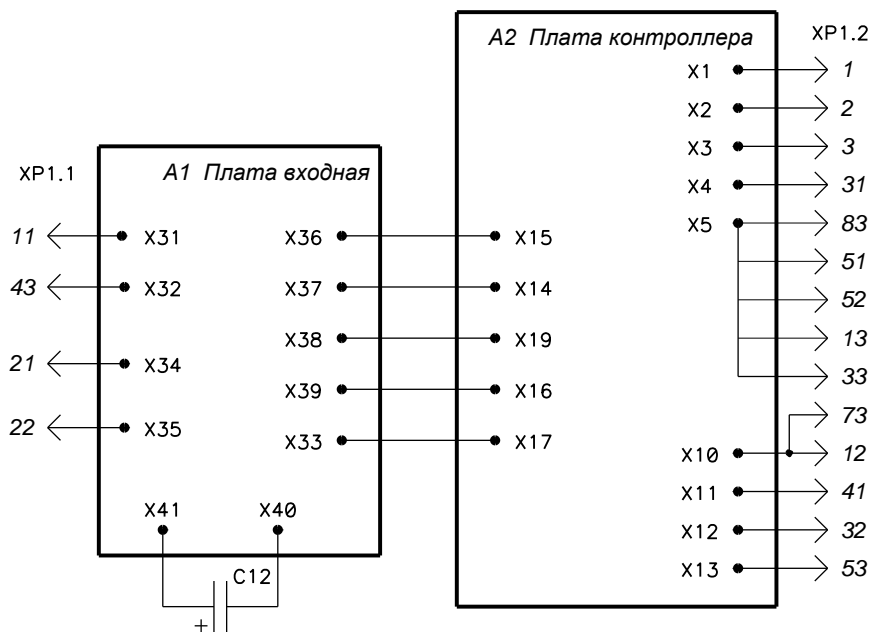 A2 Плата контроллера
XP1.2
X1
1
X2
2
X3
3
X4
31
X5
83
51
52
13
33
73
X10
12
X11
41
X12
32
X13
53
X15
X14
X19
X16
X17
XP1.1
A1 Плата входная
11
X31
X36
43
X32
X37
X38
21
X34
X39
22
X35
X33
X41
X40
C12
+